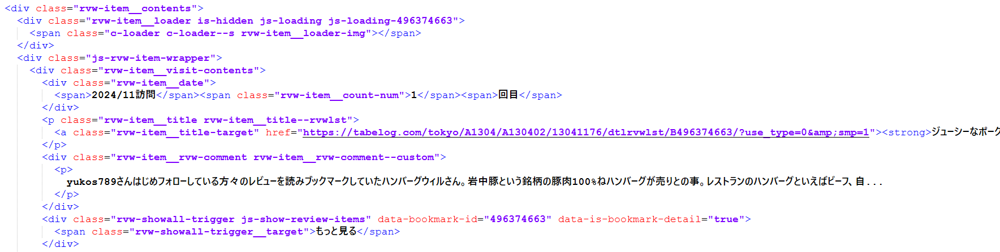 <div class="rvw-item__contents">
<div class="rvw-item__loader is-hidden js-loading js-loading-496374663">
<span class="c-loader c-loader--s rvw-item__loader-img"></span>
</div>
<div class="js-rvw-item-wrapper">
<div class="rvw-item__visit-contents">
<div class="rvw-item__date">
<span>2024/11訪問</span><span class="rvw-item__count-num">1</span><span>回目</span>
</div>
<p class="rvw-item__title rvw-item__title--rvwlst">
<a class="rvw-item__title-target" href="https://tabelog.com/tokyo/A1304/A130402/13041176/dtlrvwlst/B496374663/?use_type=0&amp;smp=1"><strong>ジューシーなポーク
</p>
<div class="rvw-item__rvw-comment rvw-item__rvw-comment--custom">
<p>
yukos789さんはじめフォローしている方々のレビューを読みブックマークしていたハンバーグウィルさん。岩中豚という銘柄の豚肉100%ねハンバーグが売りとの事。レストランのハンバーグといえばビーフ、自...
</p>
</div>
<div class="rvw-showall-trigger js-show-review-items" data-bookmark-id="496374663" data-is-bookmark-detail="true">
<span class="rvw-showall-trigger__target">もっと見る</span>
</div>